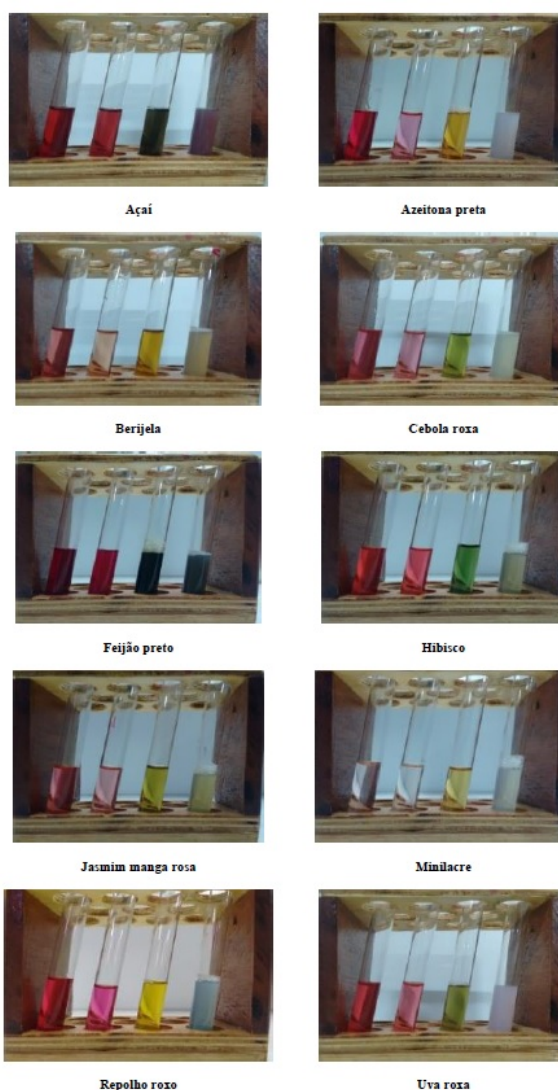 Açaí
Azeitona preta
Berijela
Cebola roxa
Feijão preto
Hibisco
Jasmim manga rosa
Minilacre
Repolho roxo
Uva roxa